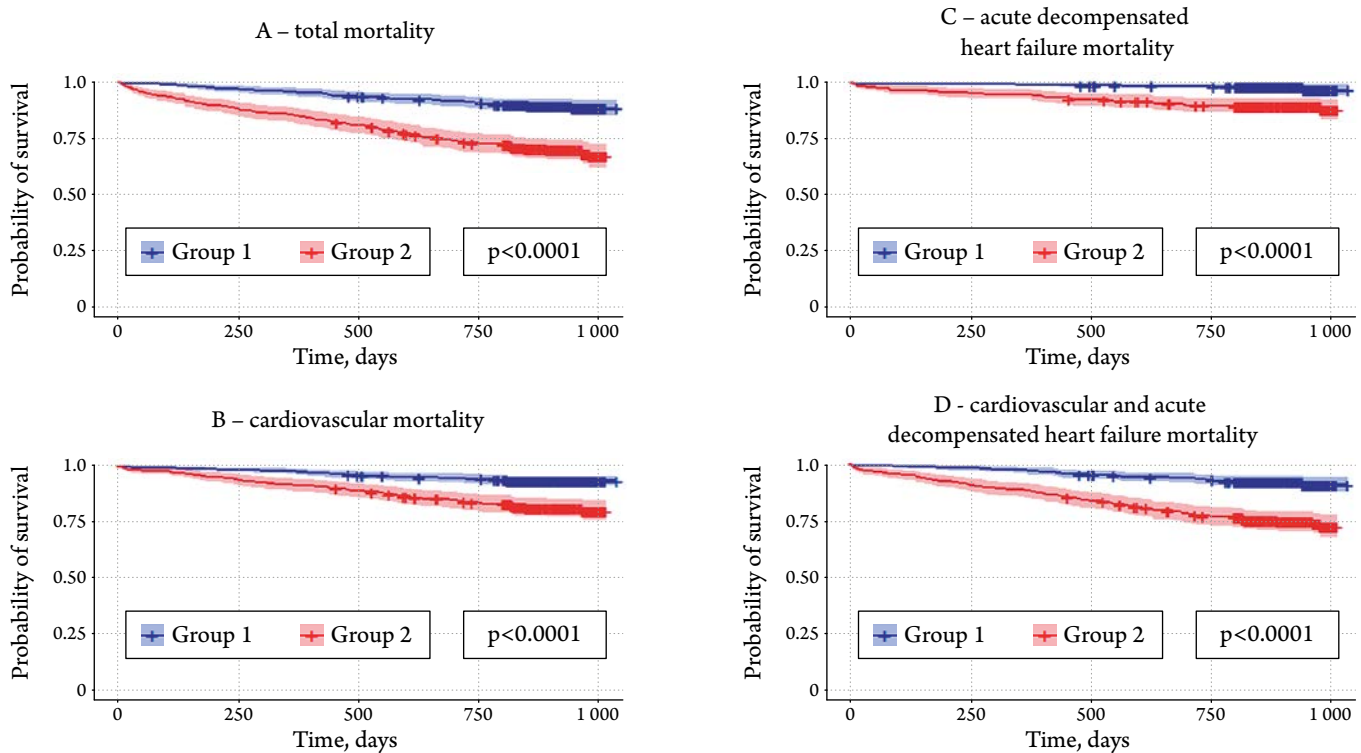 A – total mortality
Probability of survival
1.0
0.75
0.50
0.25
0
Group 1 Group 2 p<0.0001
0 250 500 750 1 000
Time, days
C – acute decompensated
heart failure mortality
Probability of survival
1.0
0.75
0.50
0.25
0
Group 1 Group 2 p<0.0001
0 250 500 750 1 000
Time, days
B – cardiovascular mortality
Probability of survival
1.0
0.75
0.50
0.25
0
Group 1 Group 2 p<0.0001
0 250 500 750 1 000
Time, days
D - cardiovascular and acute
decompensated heart failure mortality
Probability of survival
1.0
0.75
0.50
0.25
0
Group 1 Group 2 p<0.0001
0 250 500 750 1 000
Time, days